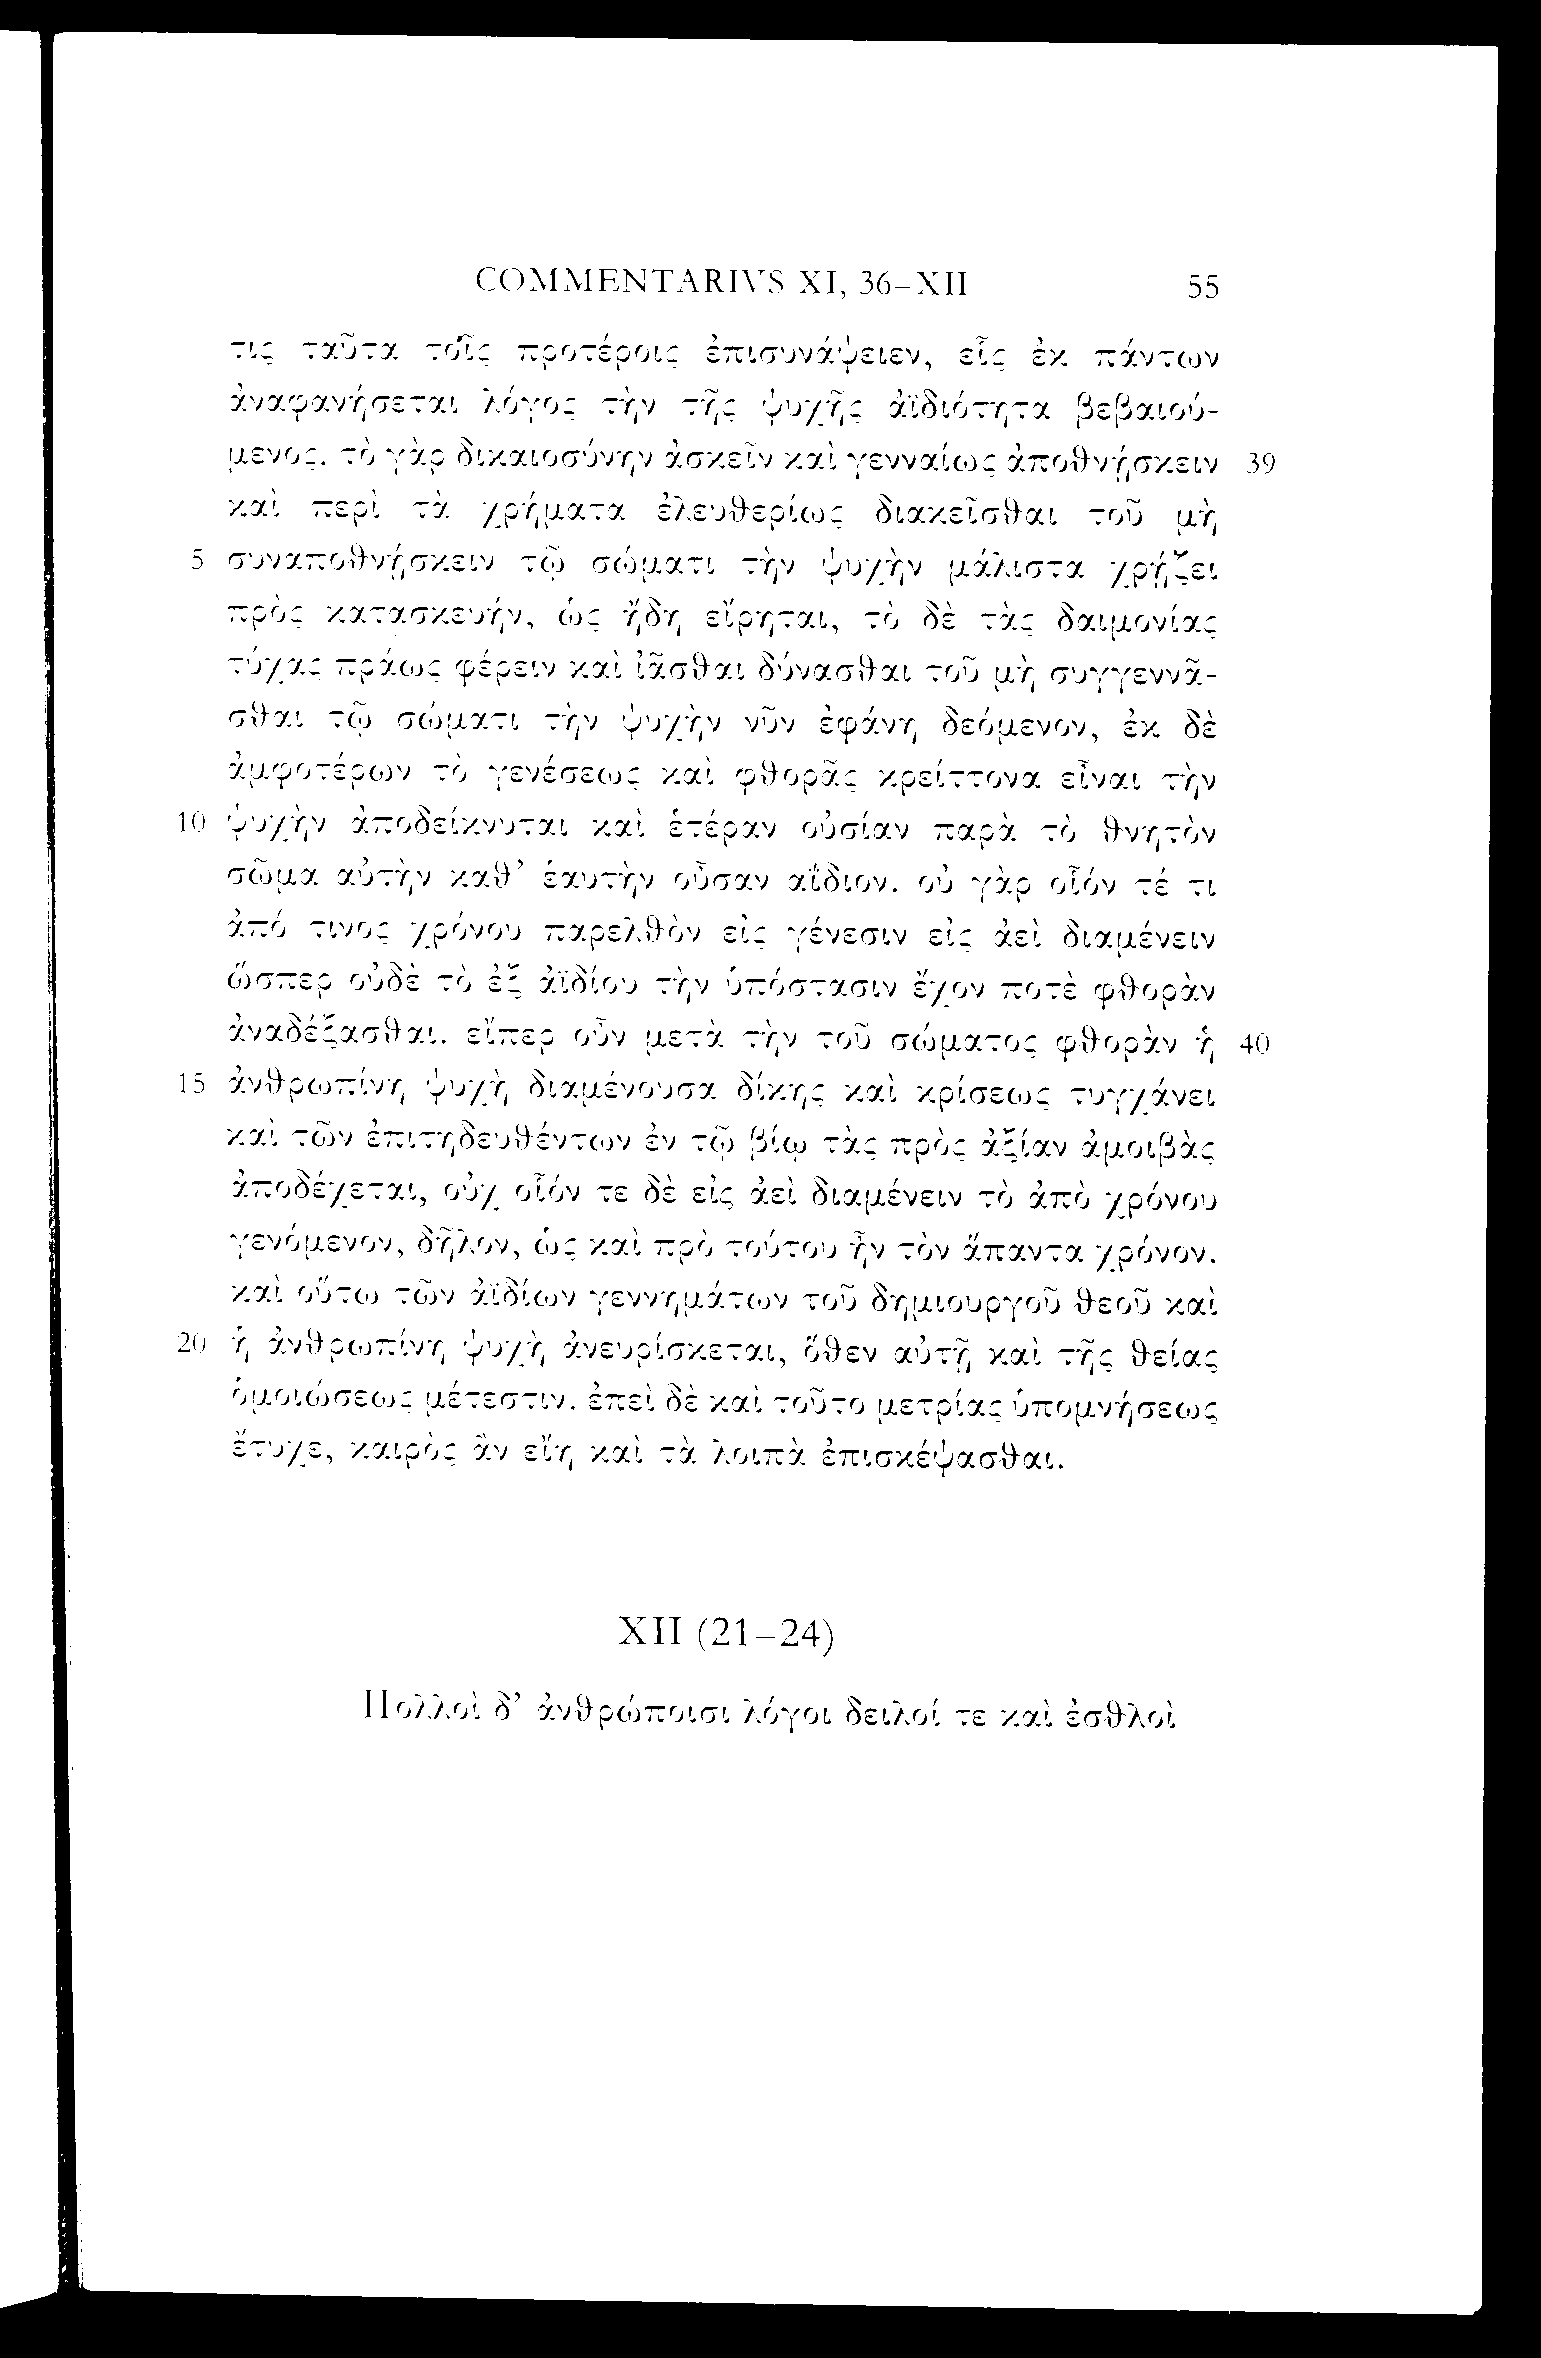 COMMENTARIVS XI, 36–XII 55
τις ταῦτα τοῖς προτέροις ἐπισυνάψειεν, εἷς ἐκ πάντων
ἀναφανήσεται λόγος τὴν τῆς ψυχῆς ἀϊδιότητα βεβαιού-
μενος. τὸ γὰρ δικαιοσύνην ἀσκεῖν καὶ γενναίως ἀποθνήσκειν 39
καὶ περὶ τὰ χρήματα ἐλευθερίως διακεῖσθαι τοῦ μὴ
5 συναποθνήσκειν τῷ σώματι τὴν ψυχὴν μάλιστα χρήζει
πρὸς κατασκευήν, ὡς ἤδη εἴρηται, τὸ δὲ τὰς δαιμονίας
τύχας πράως φέρειν καὶ ἰᾶσθαι δύνασθαι τοῦ μὴ συγγεννᾶ-
σθαι τῷ σώματι τὴν ψυχὴν νῦν ἐφάνη δεόμενον, ἐκ δὲ
ἀμφοτέρων τὸ γενέσεως καὶ φθορᾶς κρείττονα εἶναι τὴν
10 ψυχὴν ἀποδείκνυται καὶ ἑτέραν οὐσίαν παρὰ τὸ θνητὸν
σῶμα αὐτὴν καθ’ ἑαυτὴν οὖσαν αΐδιον. οὐ γὰρ οἷόν τέ τι
ἀπό τινος χρόνου παρελθὸν εἰς γένεσιν εἰς ἀεὶ διαμένειν
ὥσπερ οὐδὲ τὸ ἐξ ἀϊδίου τὴν ὑπόστασιν ἔχον ποτὲ φθορὰν
ἀναδέξασθαι. εἴπερ οὖν μετὰ τὴν τοῦ σώματος φθορὰν ἡ 40
15 ἀνθρωπίνη ψυχὴ διαμένουσα δίκης καὶ κρίσεως τυγχάνει
καὶ τῶν ἐπιτηδευθέντων ἐν τῷ βίῳ τὰς πρὸς ἀξίαν ἀμοιβὰς
ἀποδέχεται, οὐχ οἷόν τε δὲ εἰς ἀεὶ διαμένειν τὸ ἀπὸ χρόνου
γενόμενον, δῆλον, ὡς καὶ πρὸ τούτου ἦν τὸν ἅπαντα χρόνον.
καὶ οὕτω τῶν ἀϊδίων γεννημάτων τοῦ δημιουργοῦ θεοῦ καὶ
20 ἡ ἀνθρωπίνη ψυχὴ ἀνευρίσκεται, ὅθεν αὐτῇ καὶ τῆς θείας
ὁμοιώσεως μέτεστιν. ἐπεὶ δὲ καὶ τοῦτο μετρίας ὑπομνήσεως
ἔτυχε, καιρὸς ἂν εἴη καὶ τὰ λοιπὰ ἐπισκέψασθαι.
XII (21–24)
Πολλοὶ δ’ ἀνθρώποισι λόγοι δειλοί τε καὶ ἐσθλοὶ